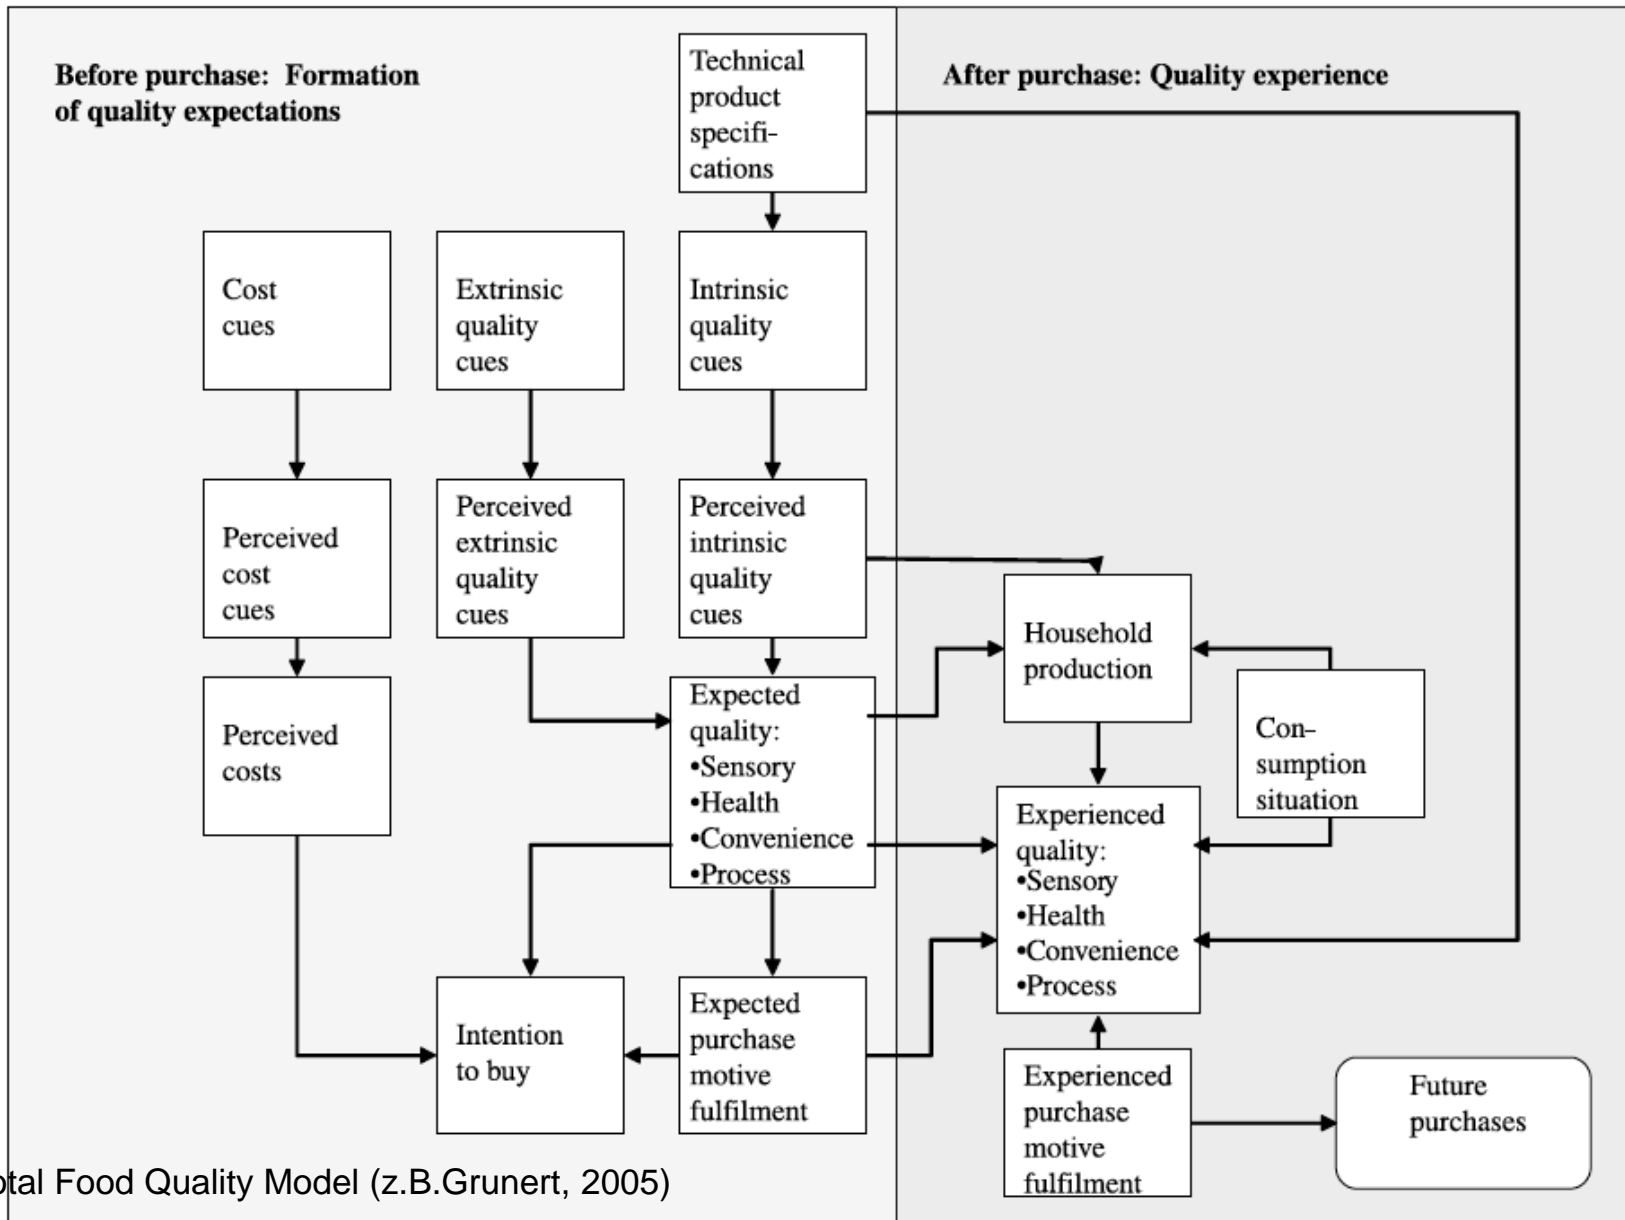 Before purchase: Formation
of quality expectations
After purchase: Quality experience
Technical
product
specifi-
cations
Cost
cues
Extrinsic
quality
cues
Intrinsic
quality
cues
Perceived
cost
cues
Perceived
extrinsic
quality
cues
Perceived
intrinsic
quality
cues
Household
production
Perceived
costs
Expected
quality:
•Sensory
•Health
•Convenience
•Process
Con-
sumption
situation
Experienced
quality:
•Sensory
•Health
•Convenience
•Process
Intention
to buy
Expected
purchase
motive
fulfilment
Experienced
purchase
motive
fulfilment
Future
purchases
otal Food Quality Model (z.B.Grunert, 2005)